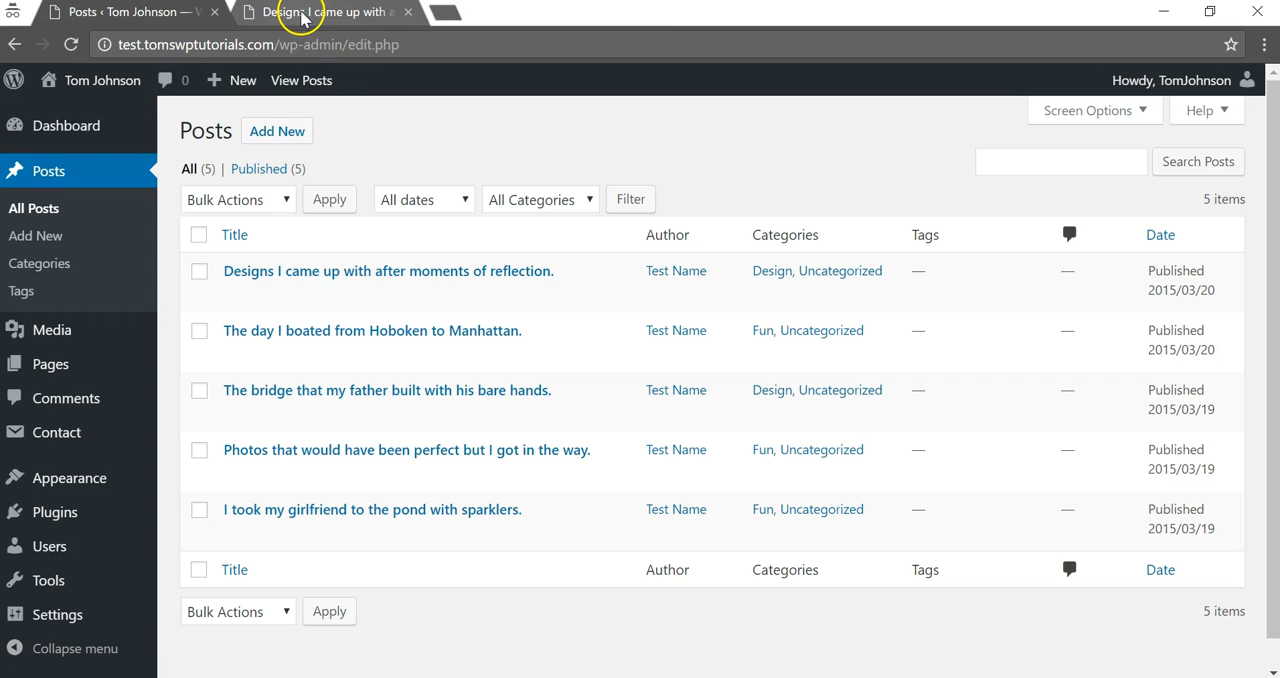 Posts ‹ Tom Johnson —
Designs I came up with a
test.tomswptutorials.com/wp-admin/edit.php
Tom Johnson 0 New View Posts Howdy, TomJohnson
Screen Options ▼ Help ▼
Dashboard
Posts
All Posts
Add New
Categories
Tags
Media
Pages
Comments
Contact
Appearance
Plugins
Users
Tools
Settings
Collapse menu
Posts Add New
All (5) | Published (5)
Search Posts
Bulk Actions ▼ Apply All dates ▼ All Categories ▼ Filter 5 items
Title Author Categories Tags Date
Designs I came up with after moments of reflection. Test Name Design, Uncategorized — — Published
2015/03/20
The day I boated from Hoboken to Manhattan. Test Name Fun, Uncategorized — — Published
2015/03/20
The bridge that my father built with his bare hands. Test Name Design, Uncategorized — — Published
2015/03/19
Photos that would have been perfect but I got in the way. Test Name Fun, Uncategorized — — Published
2015/03/19
I took my girlfriend to the pond with sparklers. Test Name Fun, Uncategorized — — Published
2015/03/19
Title Author Categories Tags Date
Bulk Actions ▼ Apply 5 items